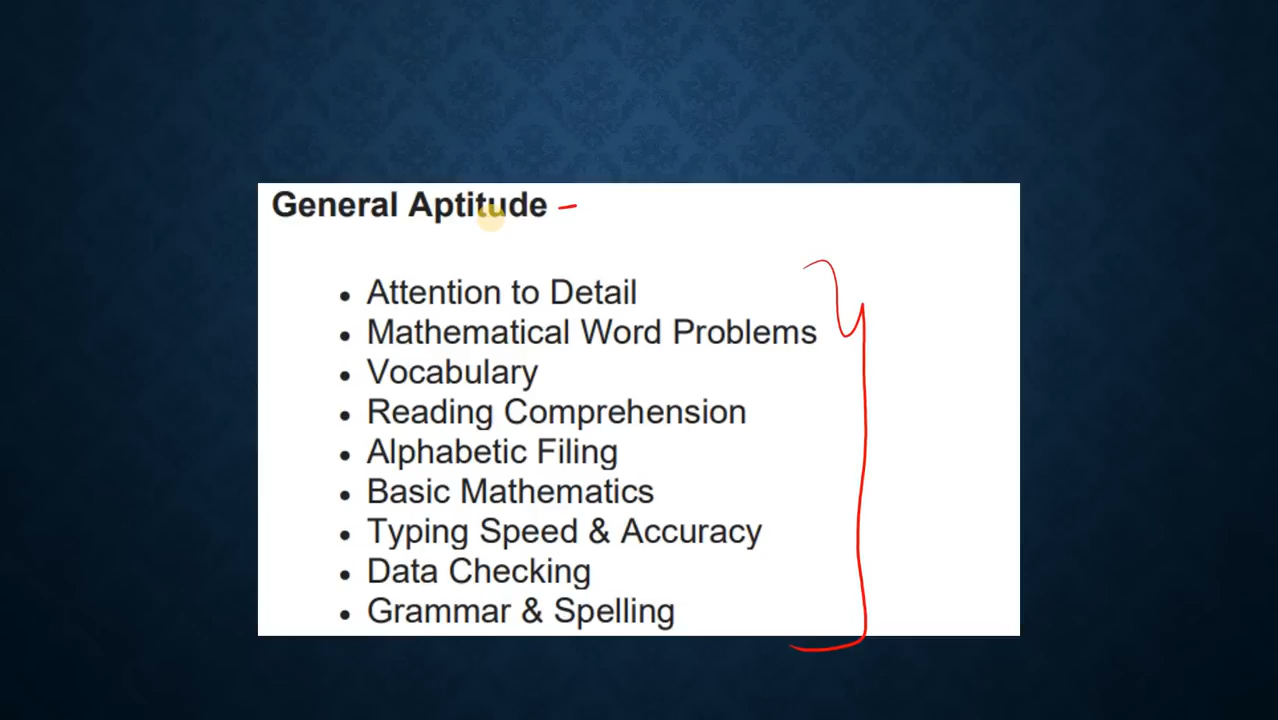 General Aptitude -
• Attention to Detail
• Mathematical Word Problems
• Vocabulary
• Reading Comprehension
• Alphabetic Filing
• Basic Mathematics
• Typing Speed & Accuracy
• Data Checking
• Grammar & Spelling